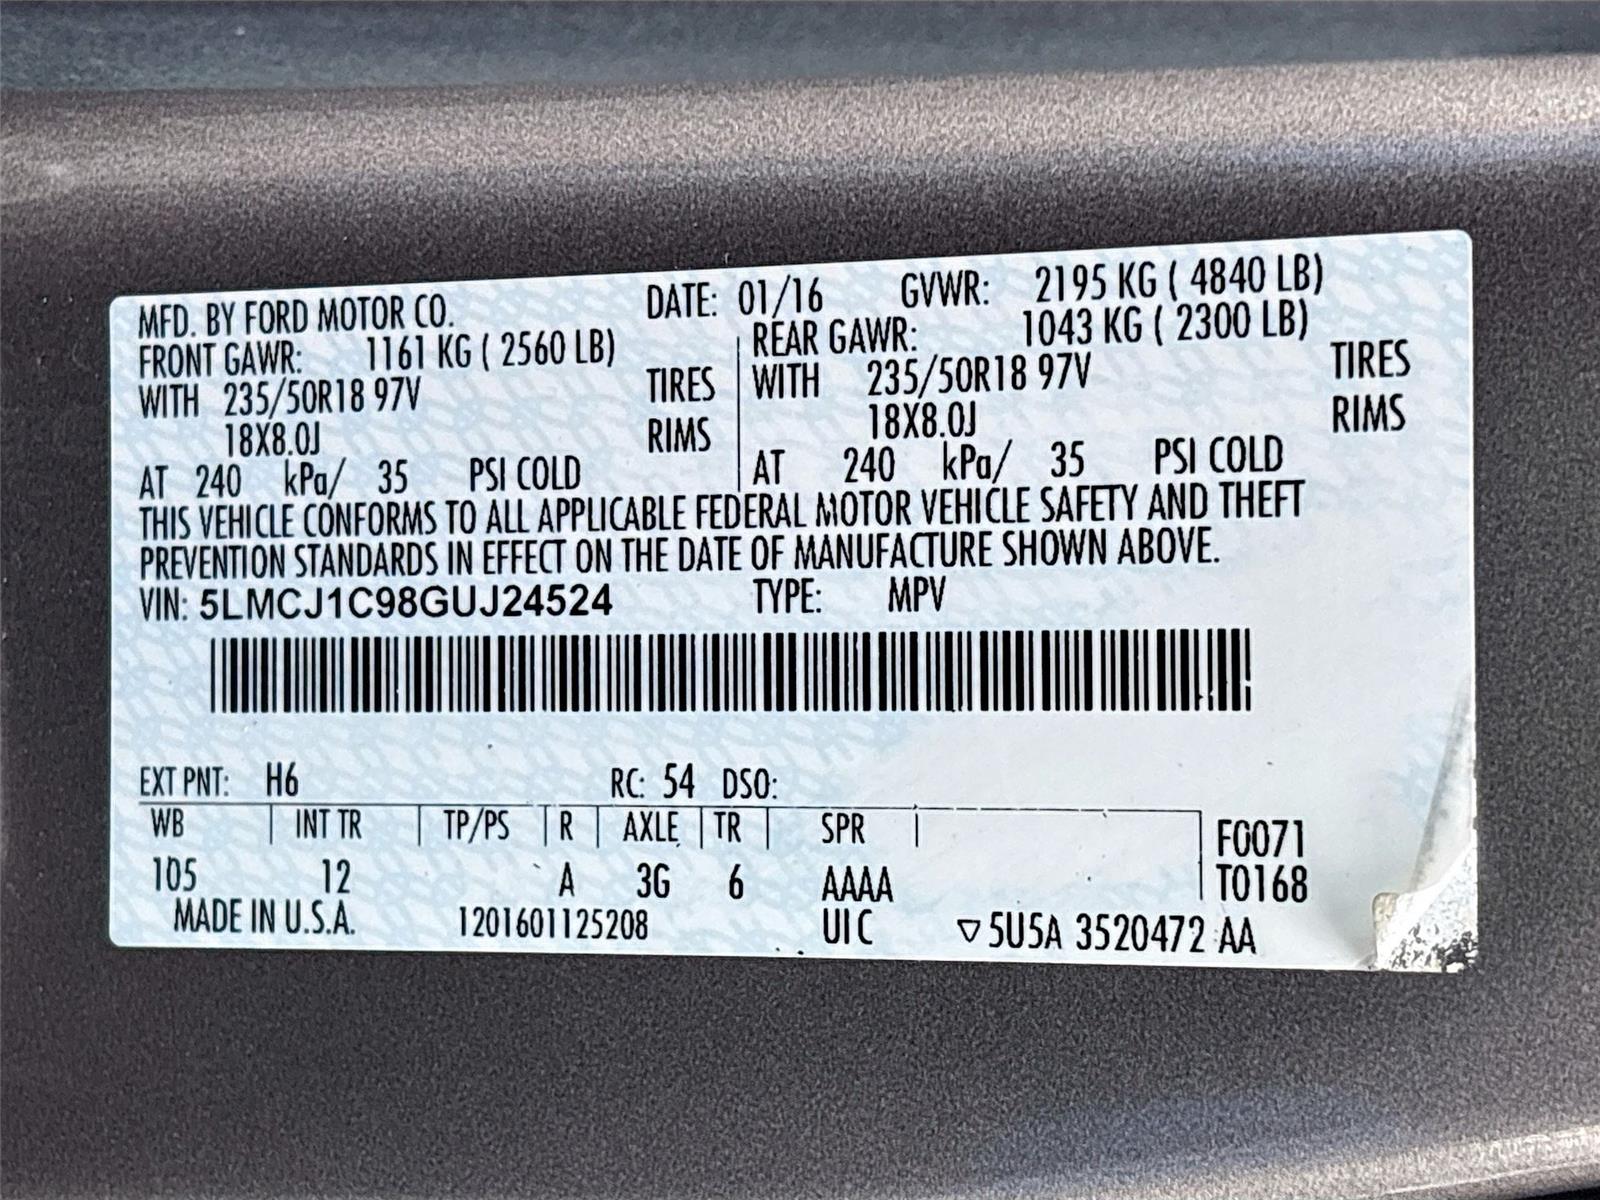 MFD. BY FORD MOTOR CO. DATE: 01/16 GVWR: 2195 KG ( 4840 LB)
FRONT GAWR: 1161 KG ( 2560 LB) REAR GAWR: 1043 KG ( 2300 LB)
WITH 235/50R18 97V TIRES WITH 235/50R18 97V TIRES
18X8.0J RIMS 18X8.0J RIMS
AT 240 kPa/ 35 PSI COLD AT 240 kPa/ 35 PSI COLD
THIS VEHICLE CONFORMS TO ALL APPLICABLE FEDERAL MOTOR VEHICLE SAFETY AND THEFT
PREVENTION STANDARDS IN EFFECT ON THE DATE OF MANUFACTURE SHOWN ABOVE.
VIN: 5LMCJ1C98GUJ24524 TYPE: MPV
EXT PNT: H6 RC: 54 DSO:
WB INT TR TP/PS R AXLE TR SPR F0071
105 12 A 3G 6 AAAA T0168
MADE IN U.S.A. 1201601125208 UIC ▽5U5A 3520472 AA